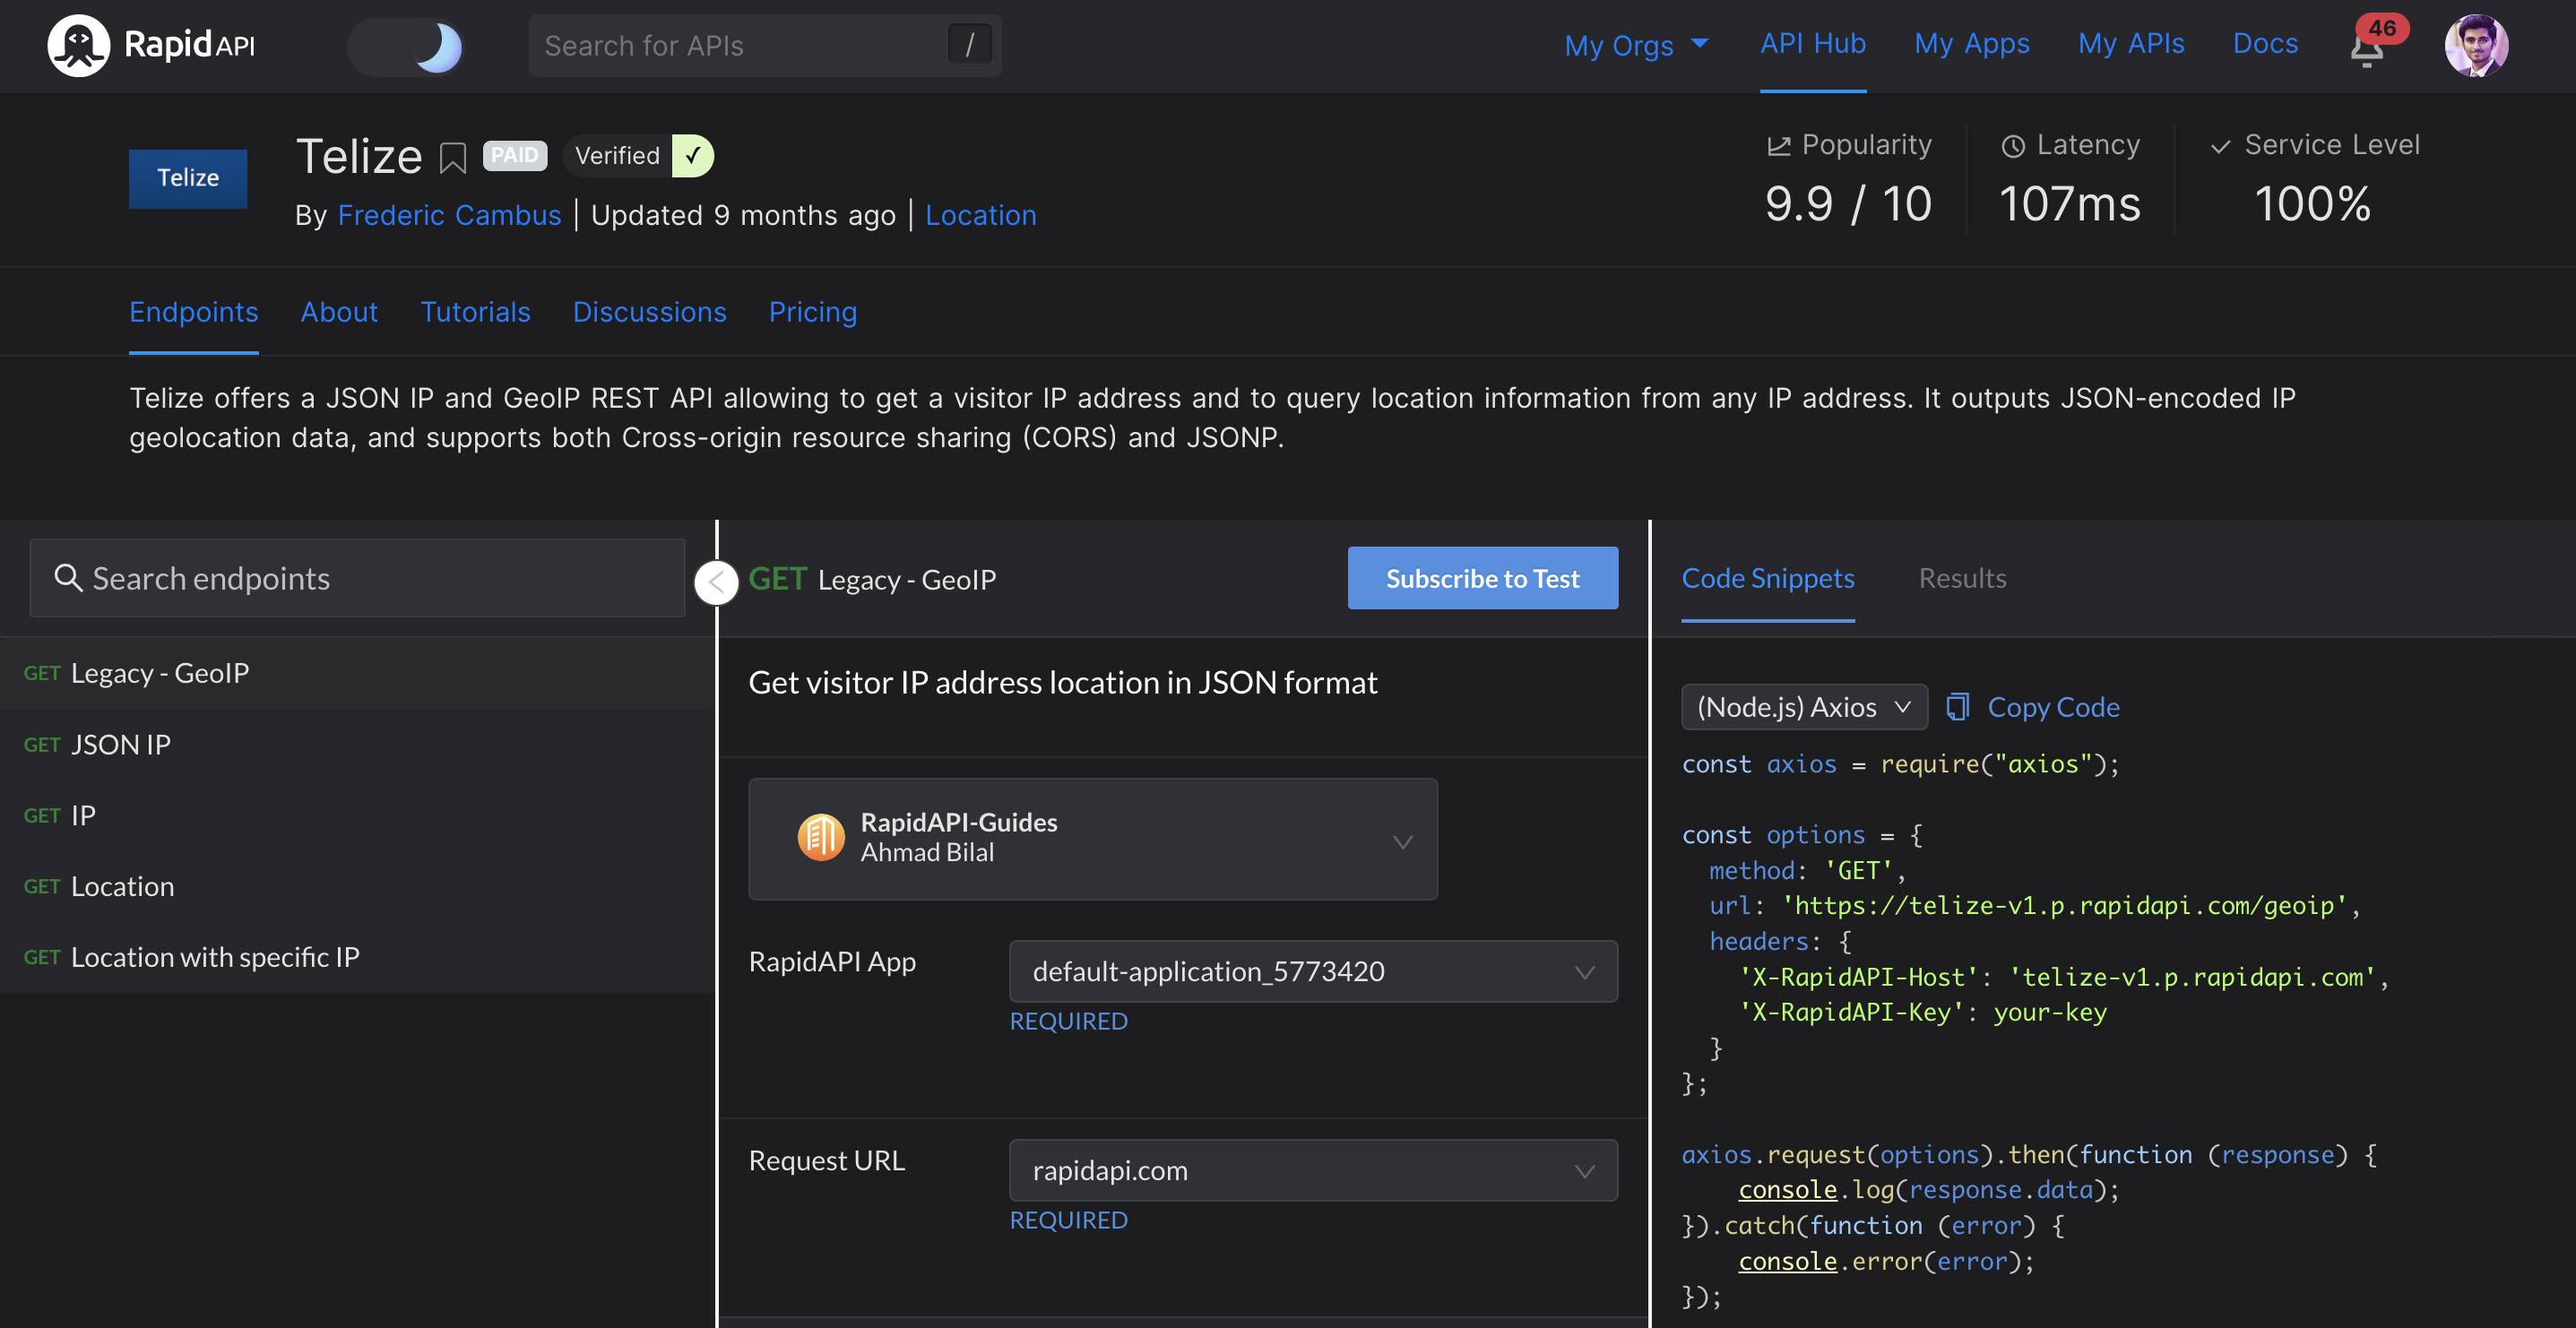 RapidAPI
Search for APIs /
My Orgs API Hub My Apps My APIs Docs 46
Telize
Telize PAID Verified ✓
By Frederic Cambus | Updated 9 months ago | Location
Popularity
9.9 / 10
Latency
107ms
Service Level
100%
Endpoints About Tutorials Discussions Pricing
Telize offers a JSON IP and GeoIP REST API allowing to get a visitor IP address and to query location information from any IP address. It outputs JSON-encoded IP
geolocation data, and supports both Cross-origin resource sharing (CORS) and JSONP.
Search endpoints
GET Legacy - GeoIP
GET JSON IP
GET IP
GET Location
GET Location with specific IP
GET Legacy - GeoIP Subscribe to Test
Get visitor IP address location in JSON format
RapidAPI-Guides
Ahmad Bilal
RapidAPI App default-application_5773420
REQUIRED
Request URL rapidapi.com
REQUIRED
Code Snippets Results
(Node.js) Axios Copy Code
const axios = require("axios");
const options = {
method: 'GET',
url: 'https://telize-v1.p.rapidapi.com/geoip',
headers: {
'X-RapidAPI-Host': 'telize-v1.p.rapidapi.com',
'X-RapidAPI-Key': your-key
}
};
axios.request(options).then(function (response) {
console.log(response.data);
}).catch(function (error) {
console.error(error);
});